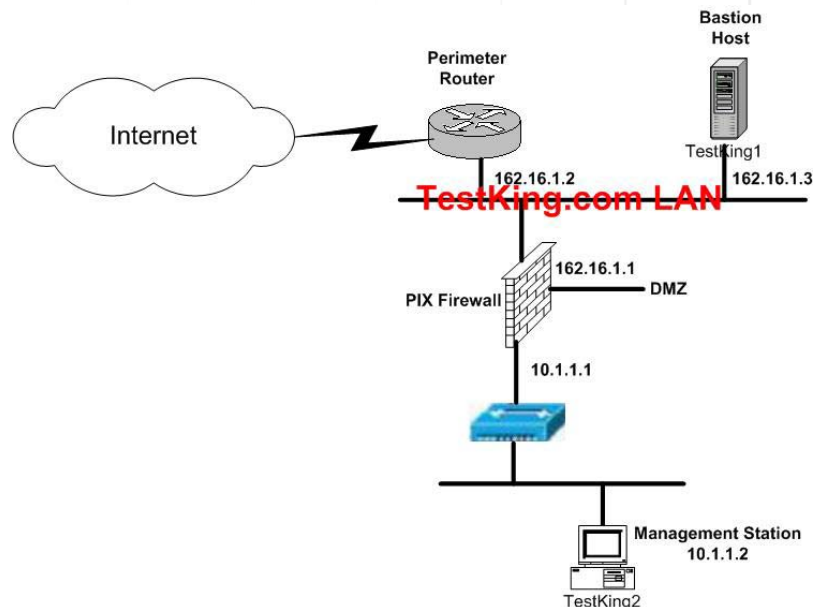 Bastion
Host
Perimeter
Router
Internet
TestKing1
162.16.1.2
162.16.1.3
TestKing.com LAN
162.16.1.1
PIX Firewall
DMZ
10.1.1.1
Management Station
10.1.1.2
TestKing2